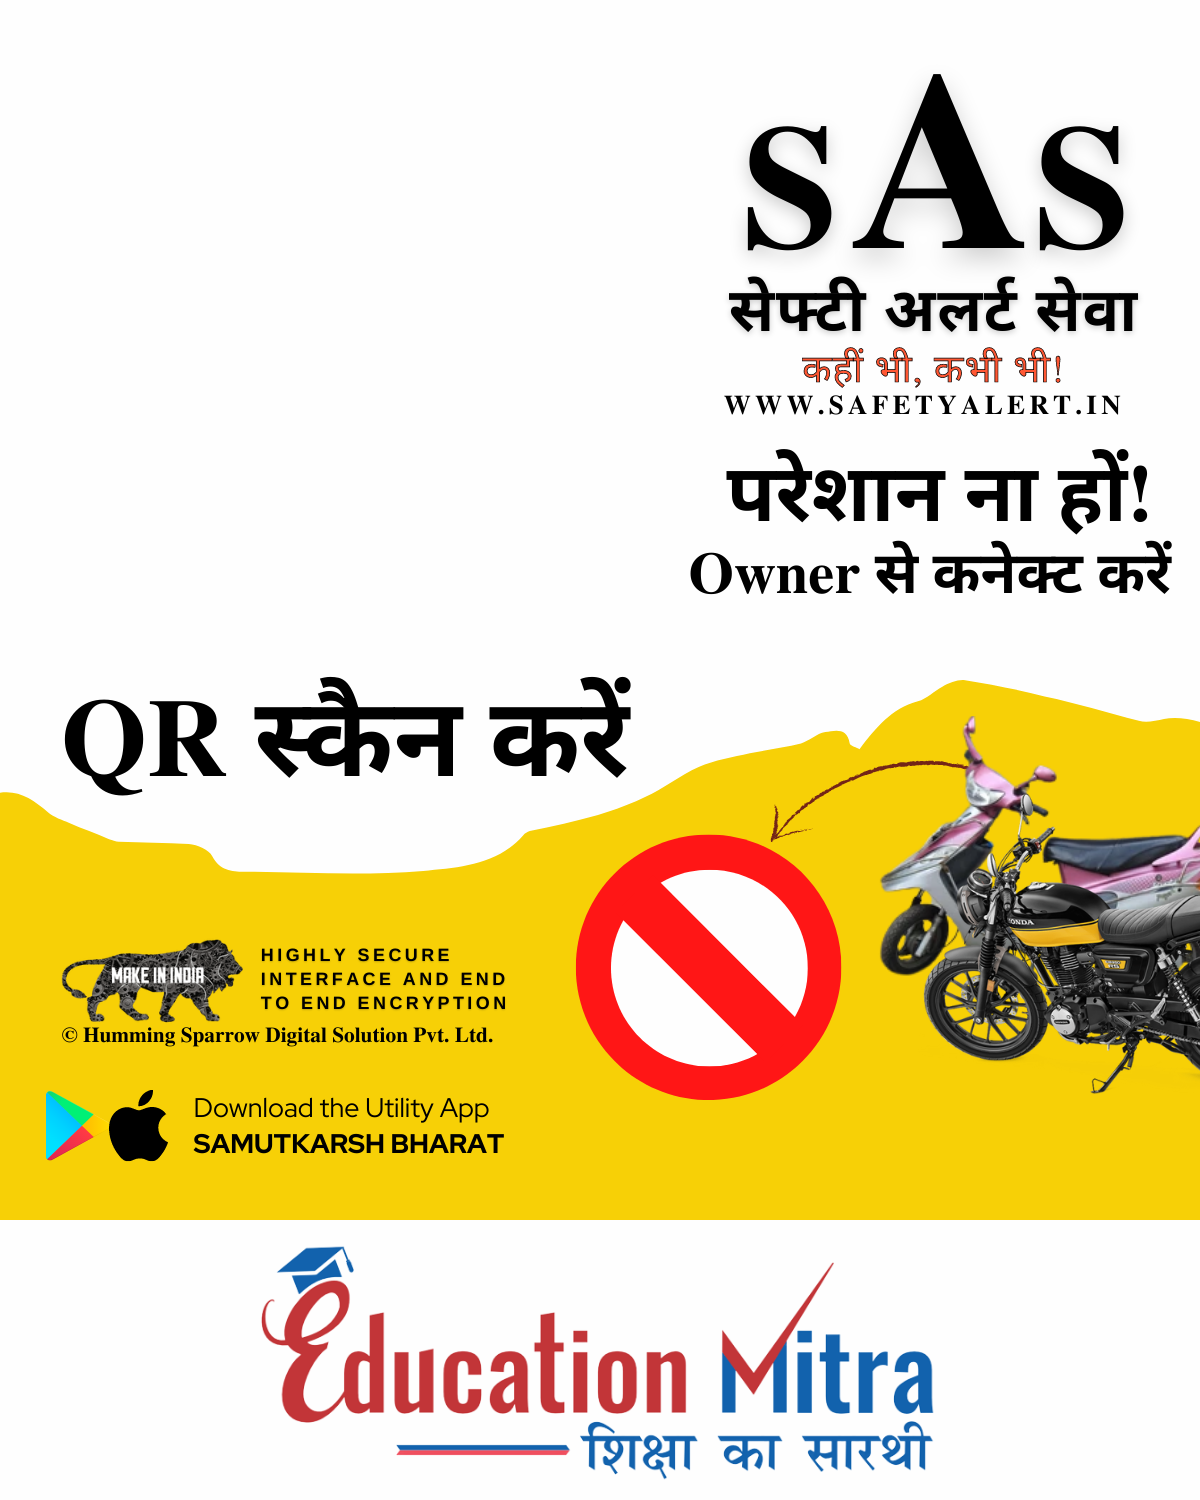 SAS
सेफ्टी अलर्ट सेवा
कहीं भी, कभी भी!
WWW.SAFETYALERT.IN
परेशान ना हों!
Owner से कनेक्ट करें
QR स्कैन करें
HONDA
MAKE IN INDIA
HIGHLY SECURE
INTERFACE AND END
TO END ENCRYPTION
© Humming Sparrow Digital Solution Pvt. Ltd.
Download the Utility App
SAMUTKARSH BHARAT
Education Mitra
शिक्षा का सारथी